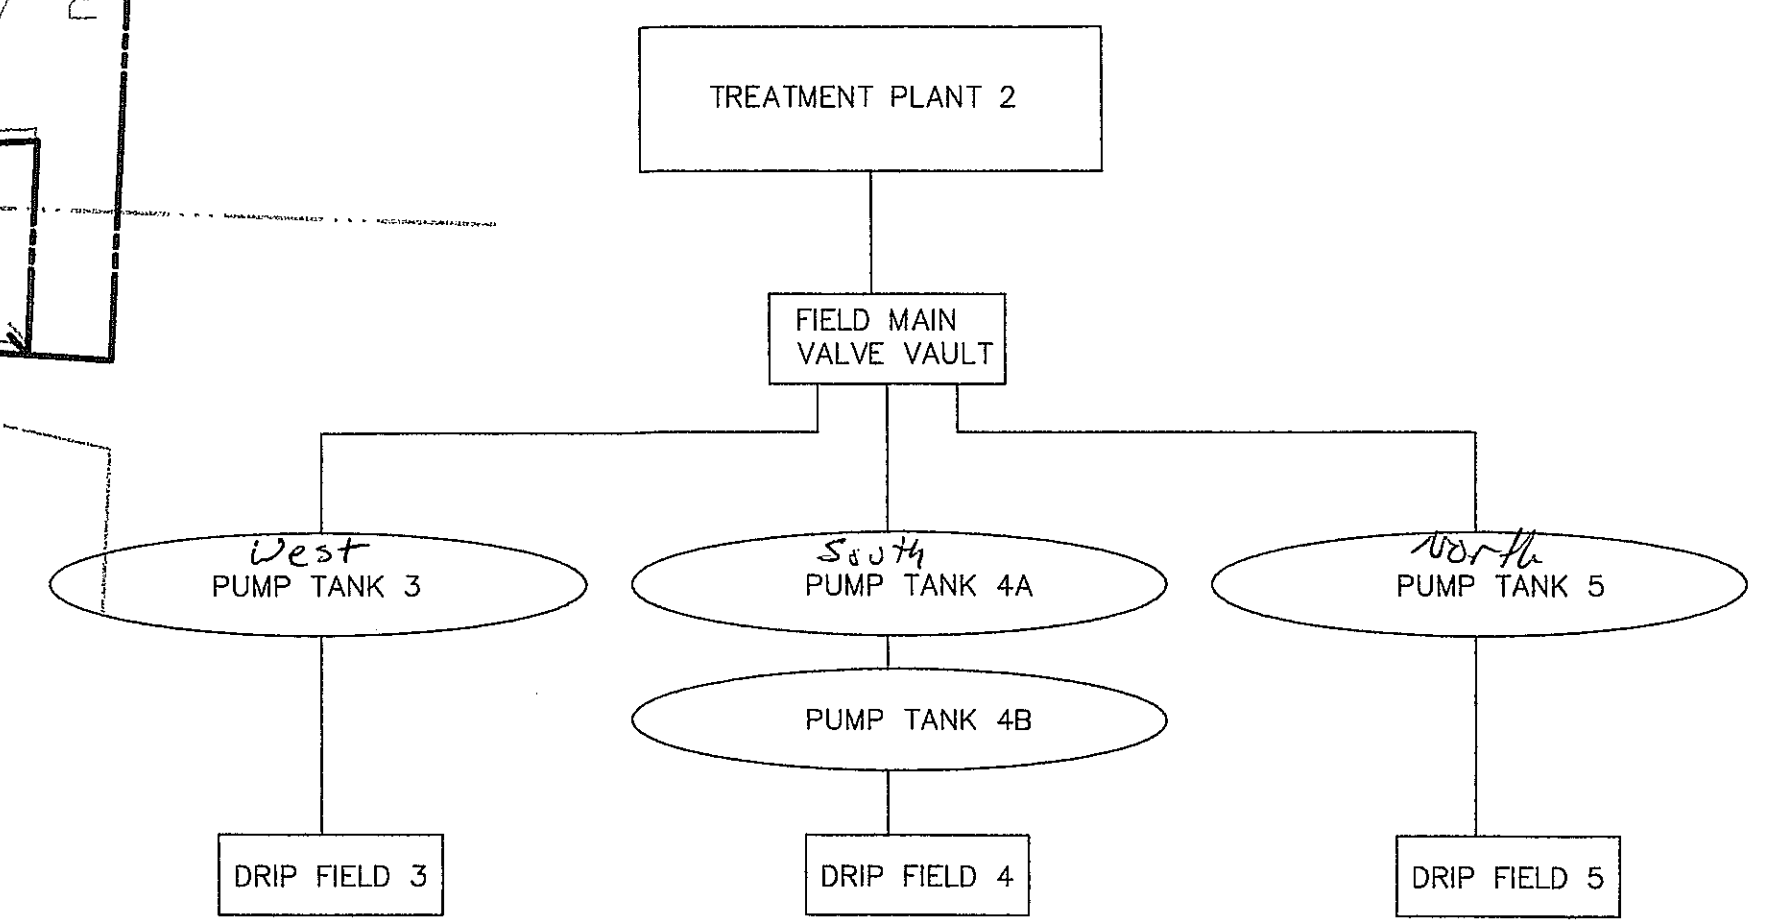 TREATMENT PLANT 2
FIELD MAIN
VALVE VAULT
West
PUMP TANK 3
South
PUMP TANK 4A
North
PUMP TANK 5
PUMP TANK 4B
DRIP FIELD 3
DRIP FIELD 4
DRIP FIELD 5